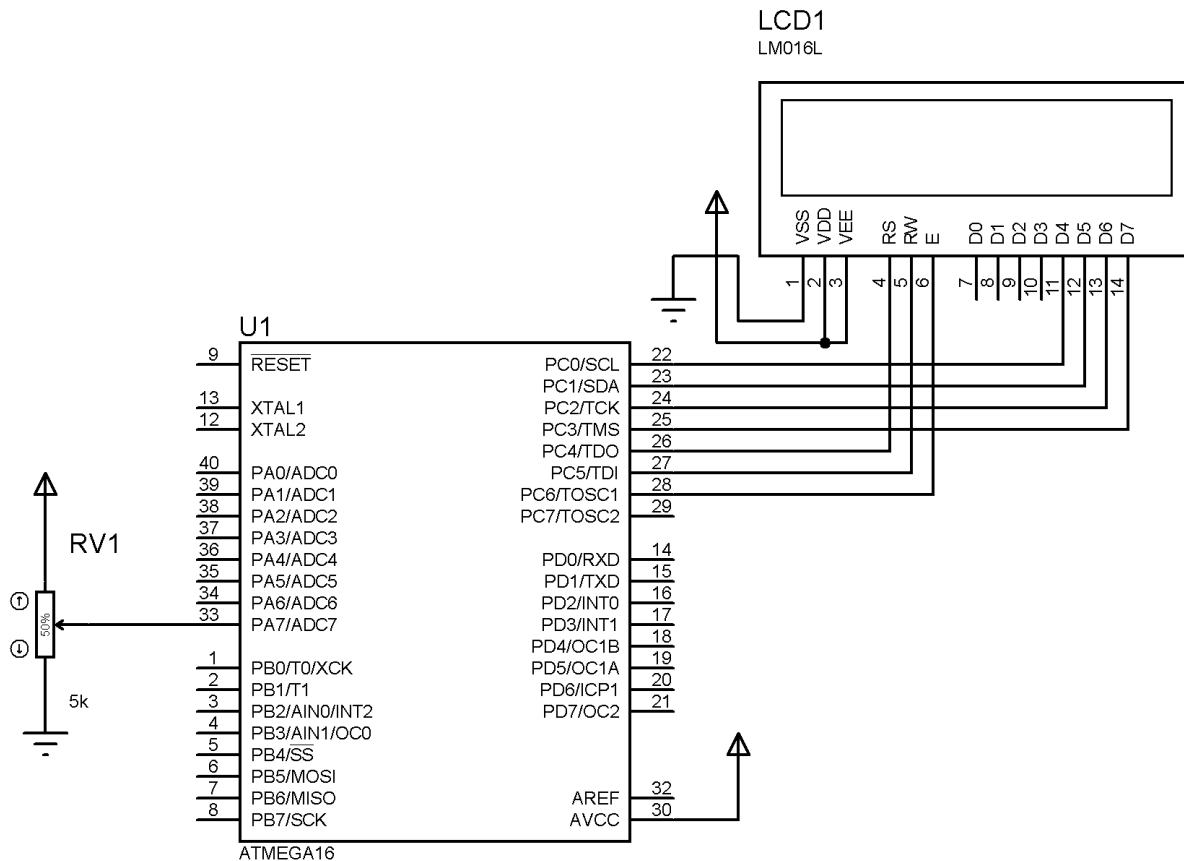 LCD1
LM016L
VSS
VDD
VEE
RS
RW
E
D0
D1
D2
D3
D4
D5
D6
D7
1
2
3
4
5
6
7
8
9
10
11
12
13
14
U1
9 RESET
13 XTAL1
12 XTAL2
40 PA0/ADC0
39 PA1/ADC1
38 PA2/ADC2
37 PA3/ADC3
36 PA4/ADC4
35 PA5/ADC5
34 PA6/ADC6
33 PA7/ADC7
1 PB0/T0/XCK
2 PB1/T1
3 PB2/AIN0/INT2
4 PB3/AIN1/OC0
5 PB4/SS
6 PB5/MOSI
7 PB6/MISO
8 PB7/SCK
PC0/SCL 22
PC1/SDA 23
PC2/TCK 24
PC3/TMS 25
PC4/TDO 26
PC5/TDI 27
PC6/TOSC1 28
PC7/TOSC2 29
PD0/RXD 14
PD1/TXD 15
PD2/INT0 16
PD3/INT1 17
PD4/OC1B 18
PD5/OC1A 19
PD6/ICP1 20
PD7/OC2 21
AREF 32
AVCC 30
ATMEGA16
RV1
50%
5k